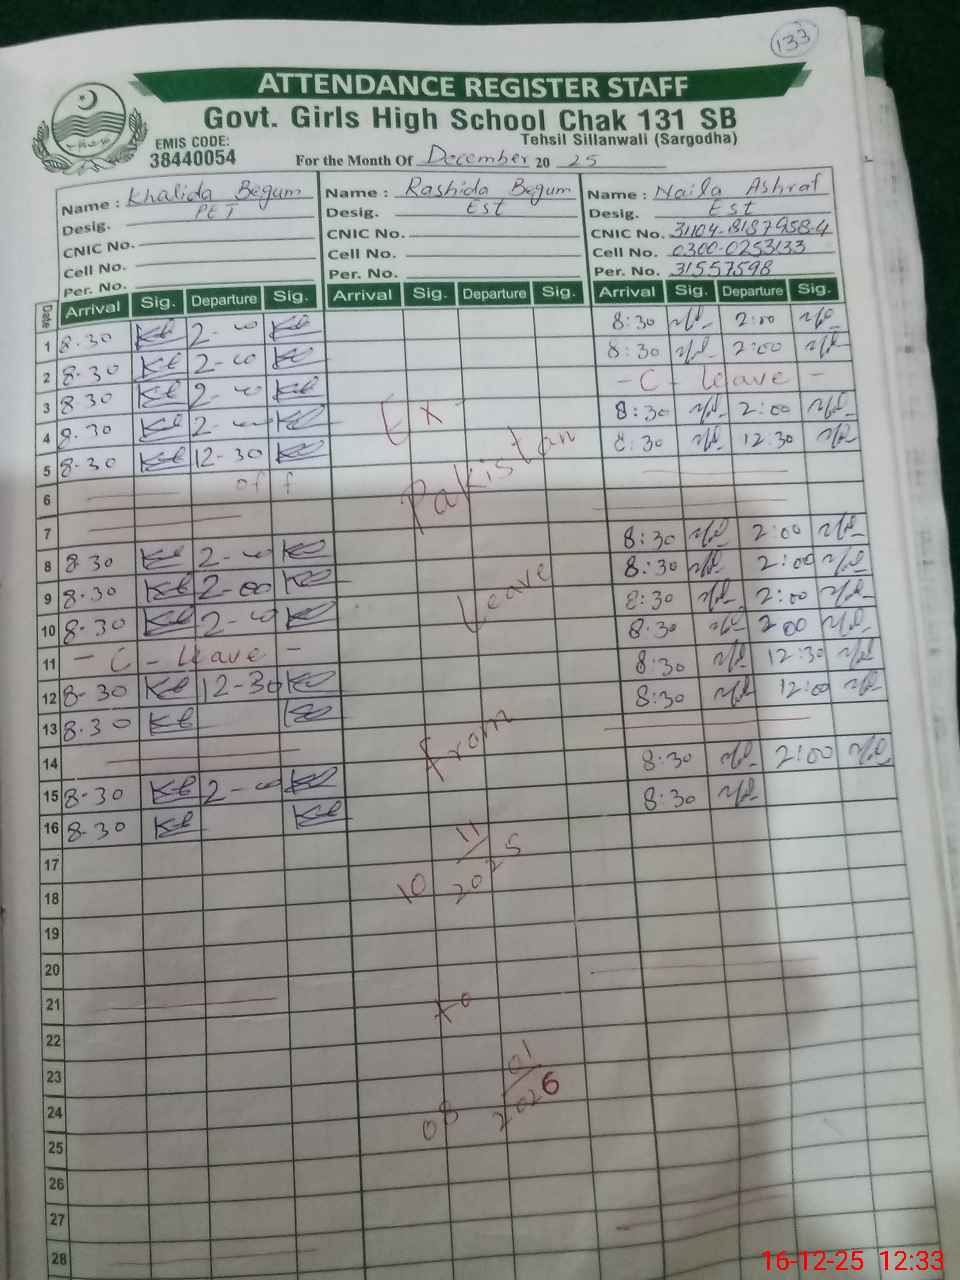 133
ATTENDANCE REGISTER STAFF
Govt. Girls High School Chak 131 SB
Tehsil Sillanwali (Sargodha)
EMIS CODE:
38440054
For the Month Of December 20 25
Name : Khalida Begum
Desig. PET
CNIC No.
Cell No.
Per. No.
Name : Rashida Begum
Desig. Est
CNIC No.
Cell No.
Per. No.
Name : Naila Ashraf
Desig. Est
CNIC No. 31104-8187958-4
Cell No. 0300-0253133
Per. No. 31557598
Date Arrival Sig. Departure Sig. Arrival Sig. Departure Sig. Arrival Sig. Departure Sig.
1 8.30 2-00 8:30 2:00
2 8.30 2-00 8:30 2:00
3 8.30 2-00 - C - leave -
4 8.30 2-00 8:30 2:00
5 8.30 12-30 8:30 12:30
6 off
7
8 8.30 2-00 8:30 2:00
9 8.30 2-00 8:30 2:00
10 8.30 2-00 8:30 2:00
11 - C - leave - 8:30 2:00
12 8-30 12-30 8:30 12:30
13 8.30 8:30 12:00
14
15 8.30 2-00 8:30 2:00
16 8.30 8:30
17
18
19
20
21
22
23
24
25
26
27
28
Ex -
Pakistan
Leave
From
10 11/2025
to
08 01/2026
16-12-25 12:33